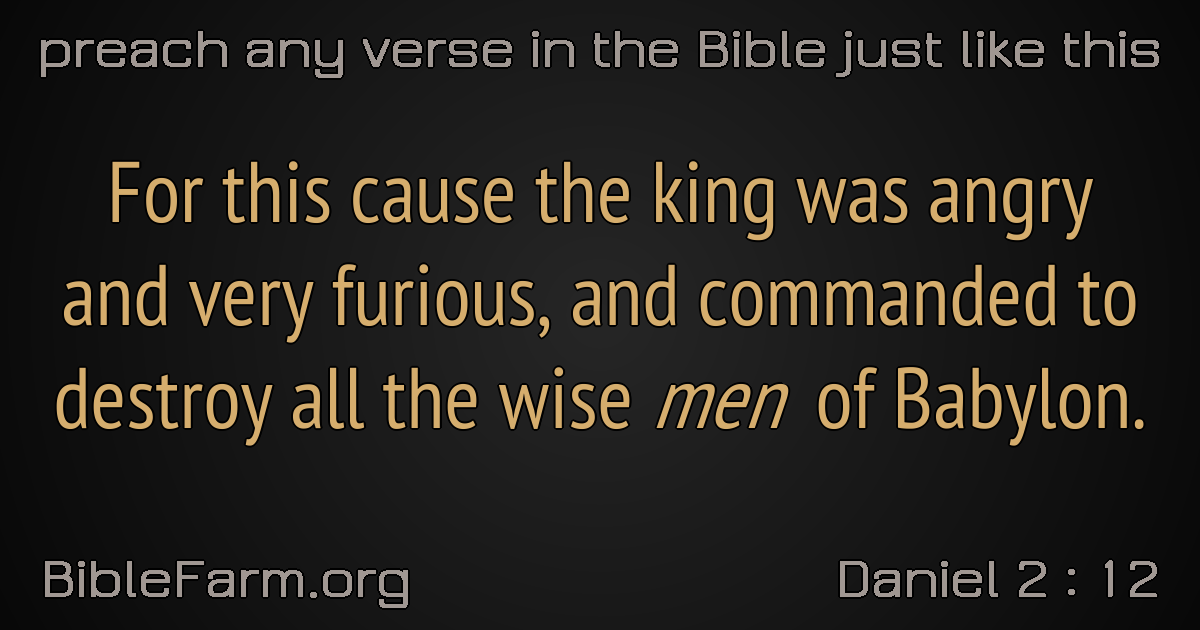 preach any verse in the Bible just like this
For this cause the king was angry
and very furious, and commanded to
destroy all the wise men of Babylon.
BibleFarm.org
Daniel 2 : 12